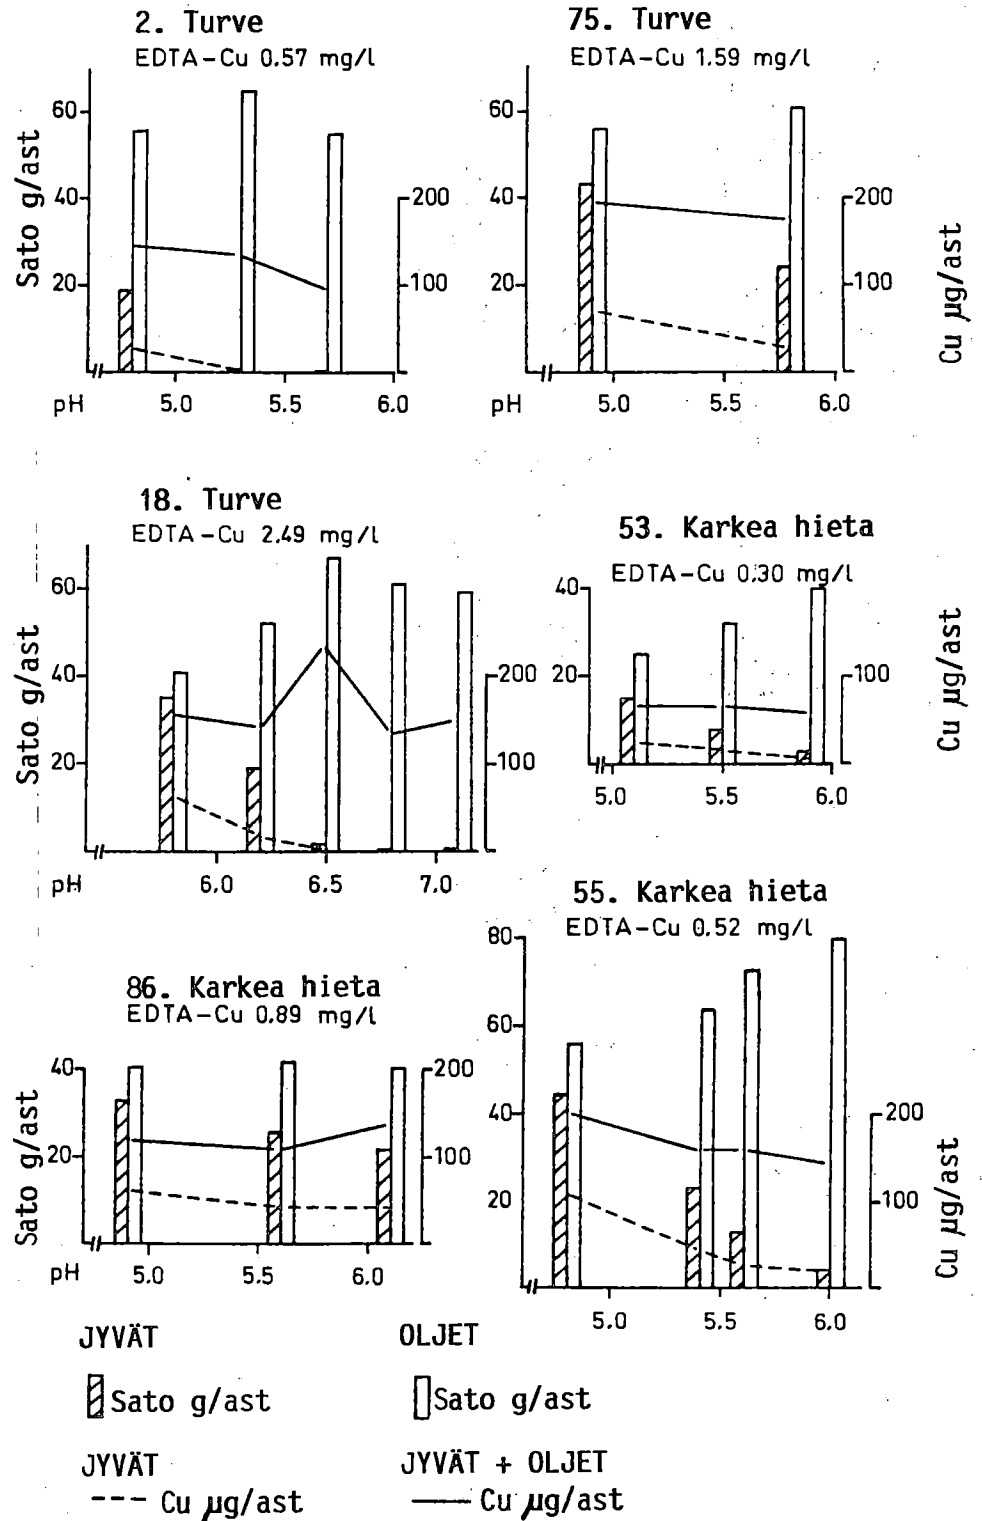 2. Turve
EDTA-Cu 0.57 mg/l
Sato g/ast
60
40
20
200
100
pH 5.0 5.5 6.0
75. Turve
EDTA-Cu 1.59 mg/l
60
40
20
200
100
Cu µg/ast
pH 5.0 5.5 6.0
18. Turve
EDTA-Cu 2.49 mg/l
Sato g/ast
60
40
20
200
100
pH 6.0 6.5 7.0
53. Karkea hieta
EDTA-Cu 0.30 mg/l
40
20
100
Cu µg/ast
5.0 5.5 6.0
86. Karkea hieta
EDTA-Cu 0.89 mg/l
Sato g/ast
40
20
200
100
pH 5.0 5.5 6.0
55. Karkea hieta
EDTA-Cu 0.52 mg/l
80
60
40
20
200
100
Cu µg/ast
5.0 5.5 6.0
JYVÄT OLJET
Sato g/ast Sato g/ast
JYVÄT JYVÄT + OLJET
Cu µg/ast Cu µg/ast